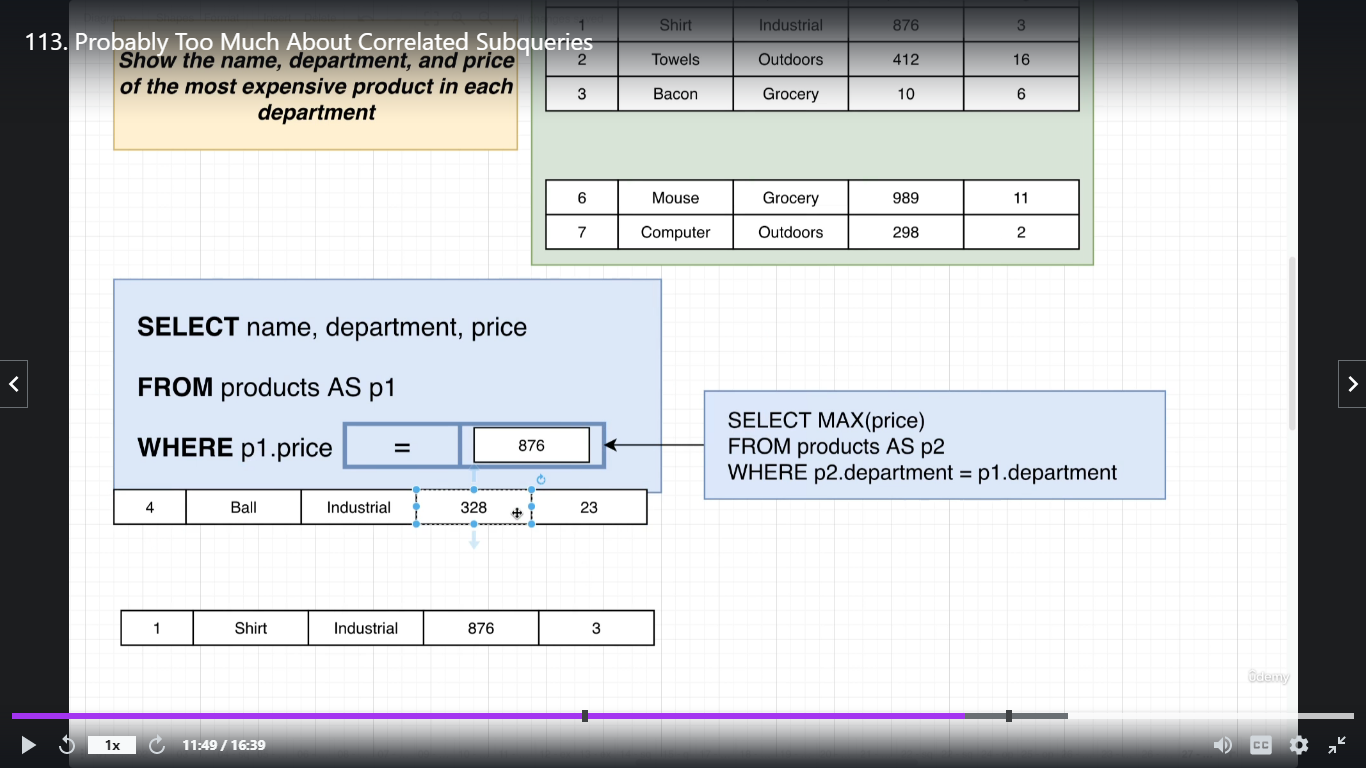 113. Probably Too Much About Correlated Subqueries
Show the name, department, and price
of the most expensive product in each
department
1 Shirt Industrial 876 3
2 Towels Outdoors 412 16
3 Bacon Grocery 10 6
6 Mouse Grocery 989 11
7 Computer Outdoors 298 2
SELECT name, department, price
FROM products AS p1
WHERE p1.price = 876
SELECT MAX(price)
FROM products AS p2
WHERE p2.department = p1.department
4 Ball Industrial 328 23
1 Shirt Industrial 876 3
ûdemy
1x 11:49 / 16:39 CC